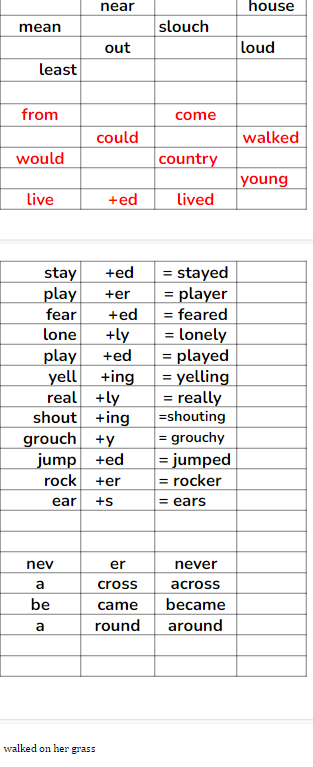 near house
mean slouch
out loud
least
from come
could walked
would country
young
live +ed lived
stay +ed = stayed
play +er = player
fear +ed = feared
lone +ly = lonely
play +ed = played
yell +ing = yelling
real +ly = really
shout +ing =shouting
grouch +y = grouchy
jump +ed = jumped
rock +er = rocker
ear +s = ears
nev er never
a cross across
be came became
a round around
walked on her grass